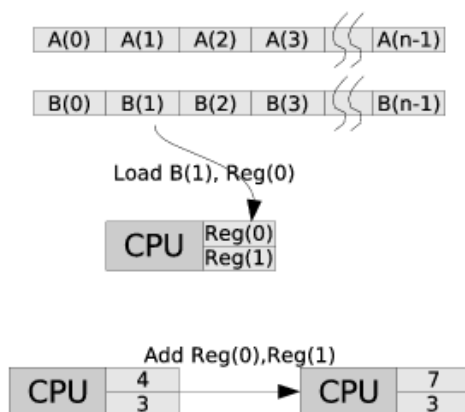 A(0) A(1) A(2) A(3) A(n-1)
B(0) B(1) B(2) B(3) B(n-1)
Load B(1), Reg(0)
CPU Reg(0)
Reg(1)
Add Reg(0),Reg(1)
CPU 4 CPU 7
3 3